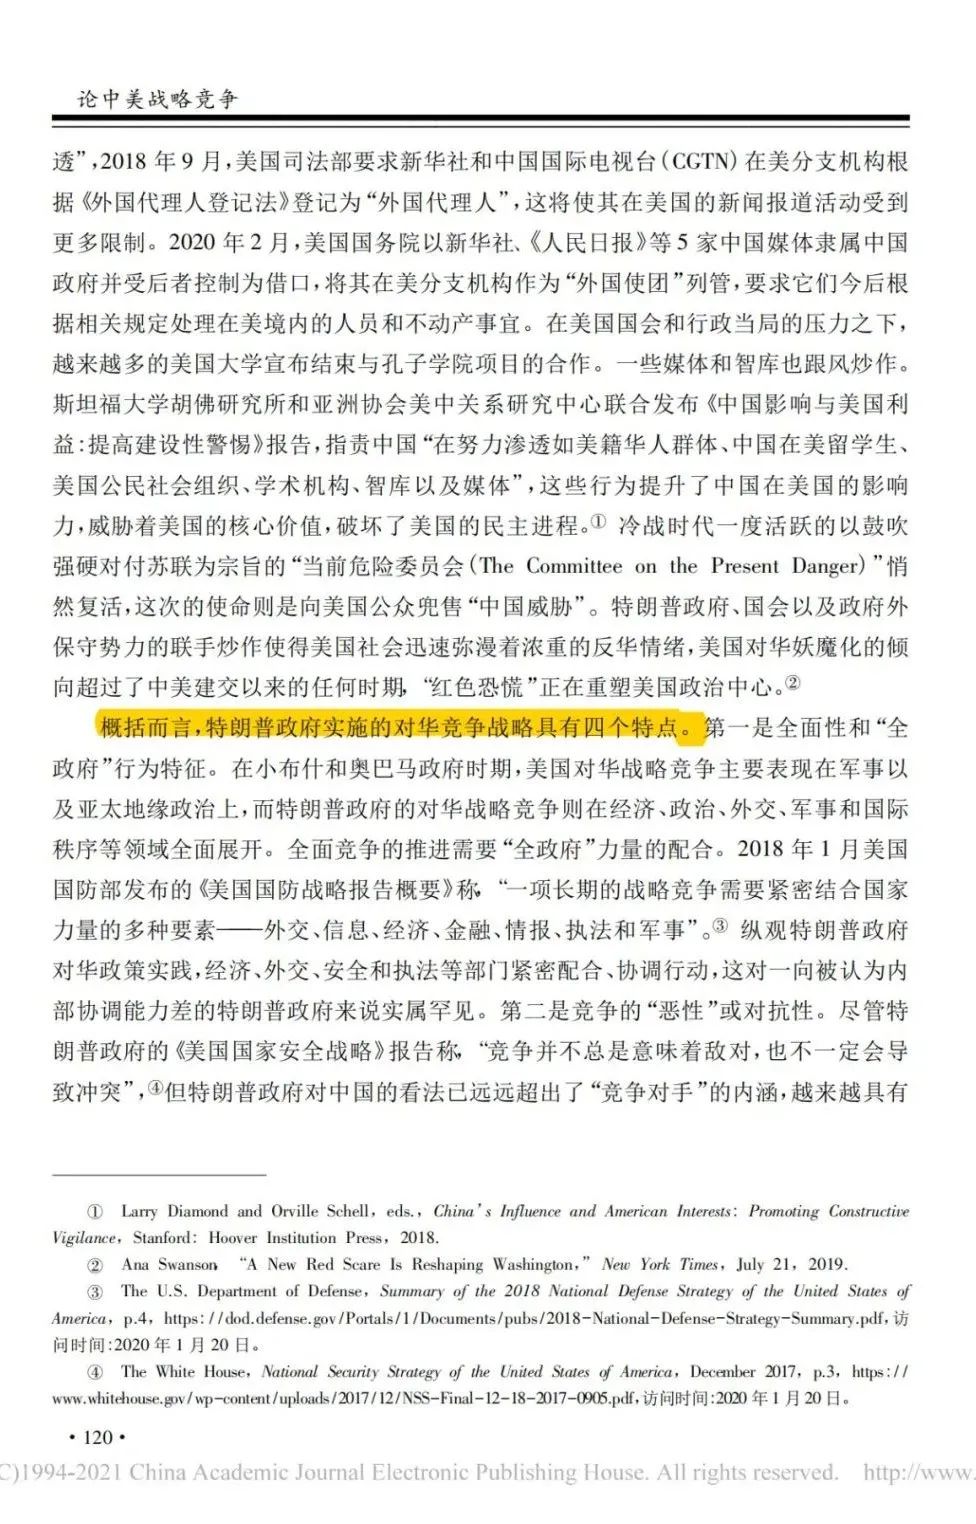 论中美战略竞争
透”,2018 年 9 月,美国司法部要求新华社和中国国际电视台(CGTN)在美分支机构根
据《外国代理人登记法》登记为“外国代理人”,这将使其在美国的新闻报道活动受到
更多限制。2020 年 2 月,美国国务院以新华社、《人民日报》等 5 家中国媒体隶属中国
政府并受后者控制为借口,将其在美分支机构作为“外国使团”列管,要求它们今后根
据相关规定处理在美境内的人员和不动产事宜。在美国国会和行政当局的压力之下,
越来越多的美国大学宣布结束与孔子学院项目的合作。一些媒体和智库也跟风炒作。
斯坦福大学胡佛研究所和亚洲协会美中关系研究中心联合发布《中国影响与美国利
益:提高建设性警惕》报告,指责中国“在努力渗透如美籍华人群体、中国在美留学生、
美国公民社会组织、学术机构、智库以及媒体”,这些行为提升了中国在美国的影响
力,威胁着美国的核心价值,破坏了美国的民主进程。① 冷战时代一度活跃的以鼓吹
强硬对付苏联为宗旨的“当前危险委员会(The Committee on the Present Danger)”悄
然复活,这次的使命则是向美国公众兜售“中国威胁”。特朗普政府、国会以及政府外
保守势力的联手炒作使得美国社会迅速弥漫着浓重的反华情绪,美国对华妖魔化的倾
向超过了中美建交以来的任何时期,“红色恐慌”正在重塑美国政治中心。②
概括而言,特朗普政府实施的对华竞争战略具有四个特点。第一是全面性和“全
政府”行为特征。在小布什和奥巴马政府时期,美国对华战略竞争主要表现在军事以
及亚太地缘政治上,而特朗普政府的对华战略竞争则在经济、政治、外交、军事和国际
秩序等领域全面展开。全面竞争的推进需要“全政府”力量的配合。2018 年 1 月美国
国防部发布的《美国国防战略报告概要》称,“一项长期的战略竞争需要紧密结合国家
力量的多种要素——外交、信息、经济、金融、情报、执法和军事”。③ 纵观特朗普政府
对华政策实践,经济、外交、安全和执法等部门紧密配合、协调行动,这对一向被认为内
部协调能力差的特朗普政府来说实属罕见。第二是竞争的“恶性”或对抗性。尽管特
朗普政府的《美国国家安全战略》报告称,“竞争并不总是意味着敌对,也不一定会导
致冲突”,④但特朗普政府对中国的看法已远远超出了“竞争对手”的内涵,越来越具有
① Larry Diamond and Orville Schell, eds., China's Influence and American Interests: Promoting Constructive
Vigilance, Stanford: Hoover Institution Press, 2018.
② Ana Swanson, “A New Red Scare Is Reshaping Washington,” New York Times, July 21, 2019.
③ The U.S. Department of Defense, Summary of the 2018 National Defense Strategy of the United States of
America, p.4, https://dod.defense.gov/Portals/1/Documents/pubs/2018-National-Defense-Strategy-Summary.pdf,访
问时间:2020 年 1 月 20 日。
④ The White House, National Security Strategy of the United States of America, December 2017, p.3, https://
www.whitehouse.gov/wp-content/uploads/2017/12/NSS-Final-12-18-2017-0905.pdf,访问时间:2020 年 1 月 20 日。
· 120 ·
C)1994-2021 China Academic Journal Electronic Publishing House. All rights reserved. http://www.